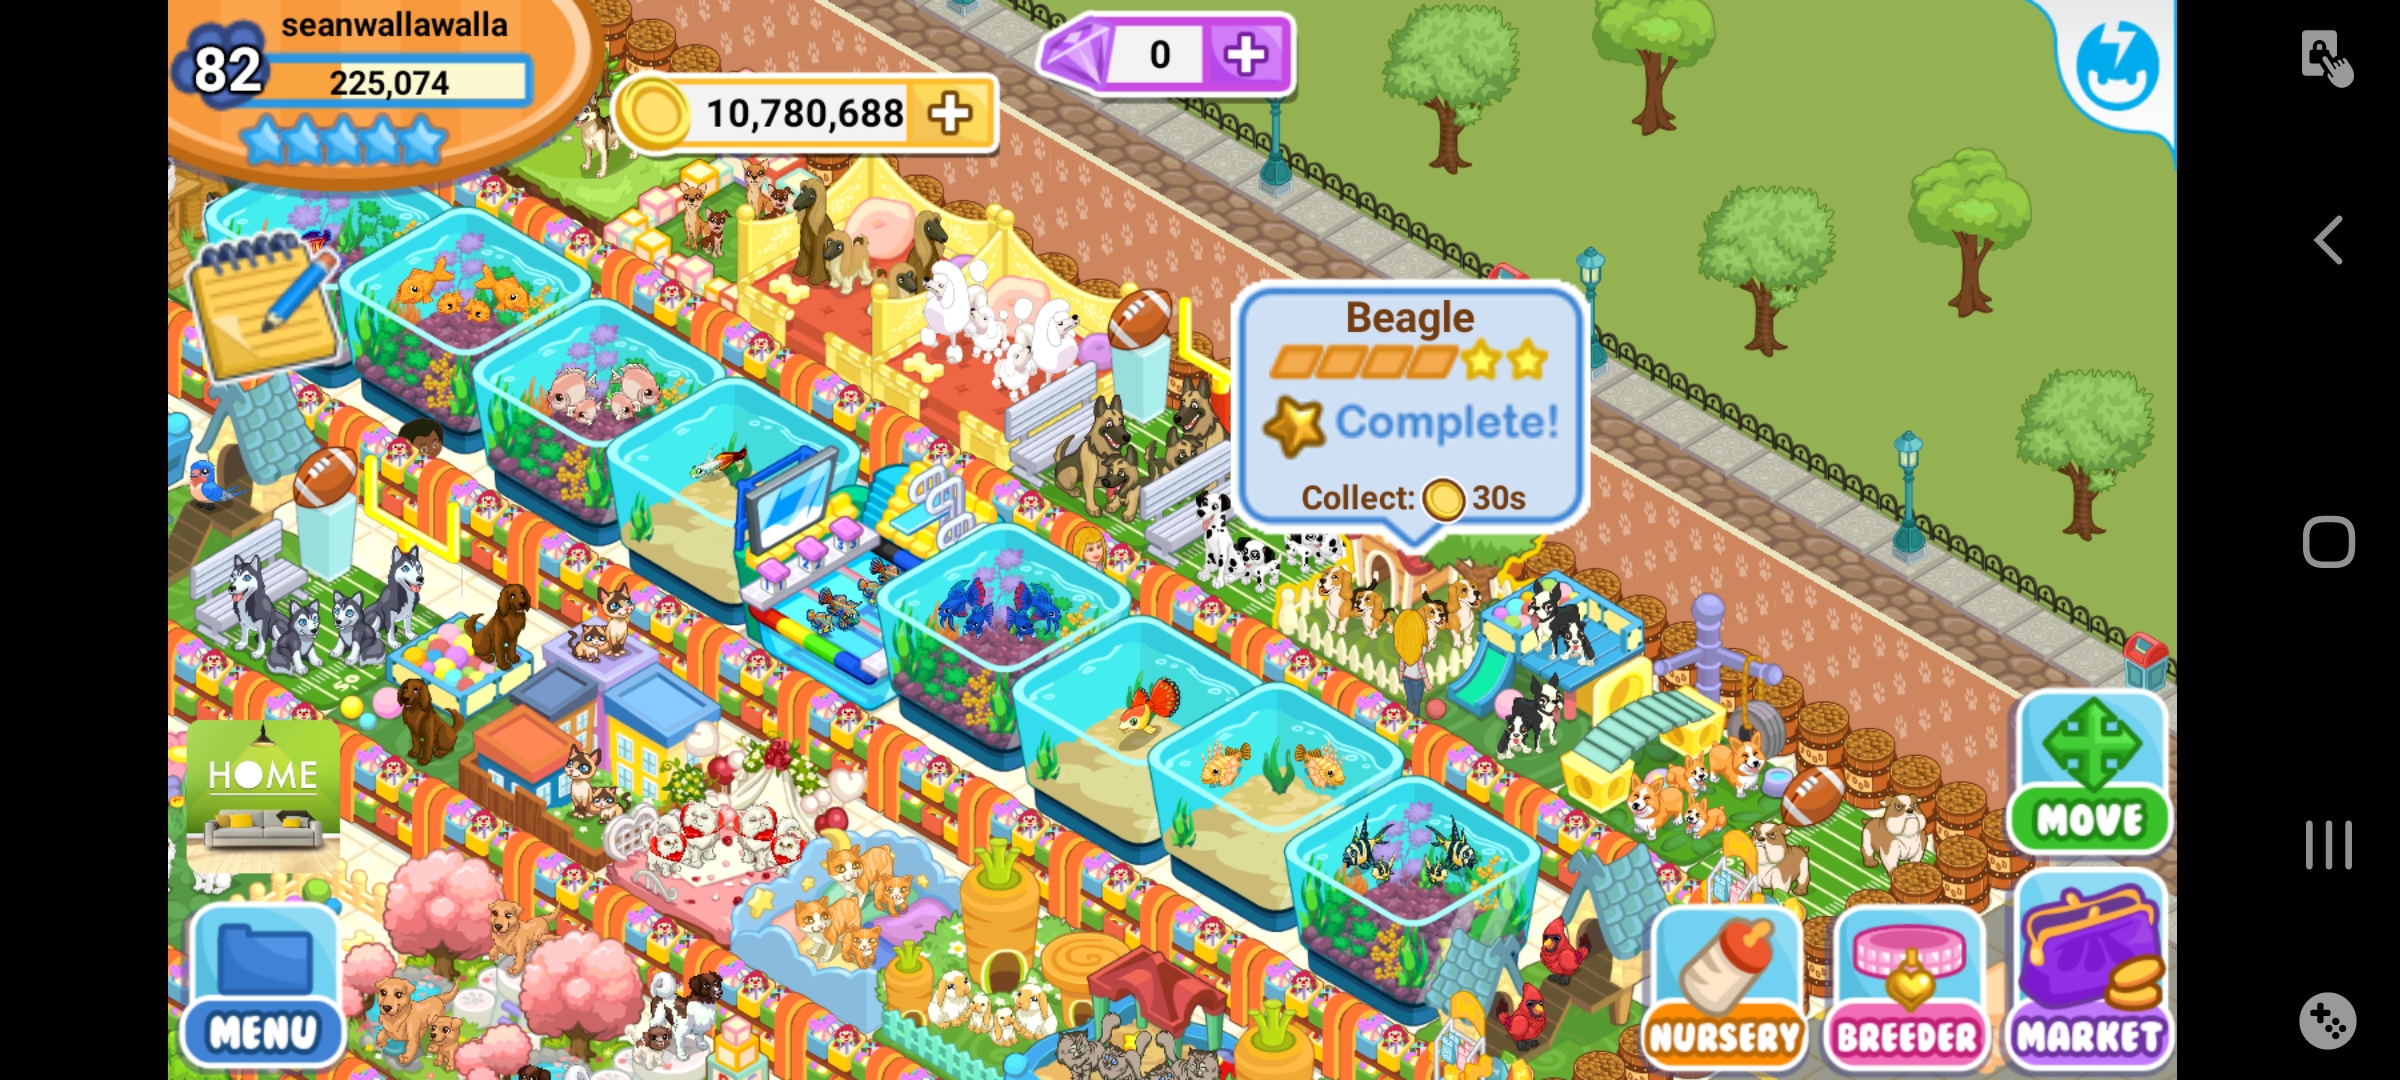 seanwallawalla
82
225,074
10,780,688
0
Beagle
Complete!
Collect: 30s
HOME
MOVE
MENU
NURSERY
BREEDER
MARKET